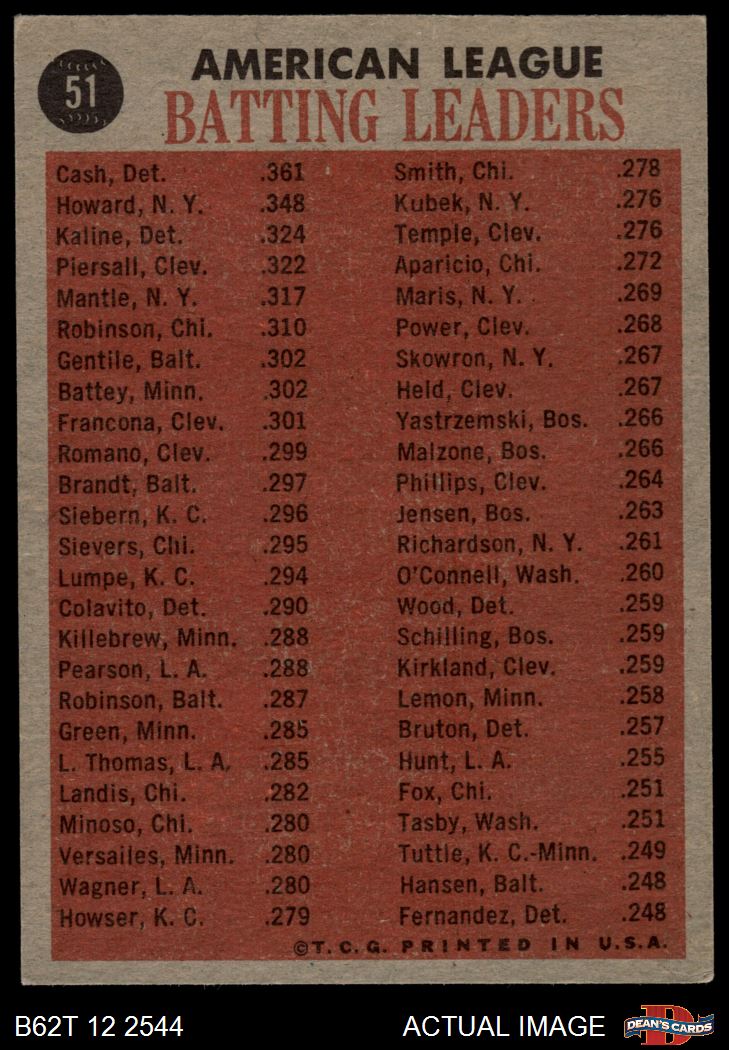 51
AMERICAN LEAGUE
BATTING LEADERS
Cash, Det. .361
Howard, N. Y. .348
Kaline, Det. .324
Piersall, Clev. .322
Mantle, N. Y. .317
Robinson, Chi. .310
Gentile, Balt. .302
Battey, Minn. .302
Francona, Clev. .301
Romano, Clev. .299
Brandt, Balt. .297
Siebern, K. C. .296
Sievers, Chi. .295
Lumpe, K. C. .294
Colavito, Det. .290
Killebrew, Minn. .288
Pearson, L. A. .288
Robinson, Balt. .287
Green, Minn. .285
L. Thomas, L. A. .285
Landis, Chi. .282
Minoso, Chi. .280
Versailes, Minn. .280
Wagner, L. A. .280
Howser, K. C. .279
Smith, Chi. .278
Kubek, N. Y. .276
Temple, Clev. .276
Aparicio, Chi. .272
Maris, N. Y. .269
Power, Clev. .268
Skowron, N. Y. .267
Held, Clev. .267
Yastrzemski, Bos. .266
Malzone, Bos. .266
Phillips, Clev. .264
Jensen, Bos. .263
Richardson, N. Y. .261
O'Connell, Wash. .260
Wood, Det. .259
Schilling, Bos. .259
Kirkland, Clev. .259
Lemon, Minn. .258
Bruton, Det. .257
Hunt, L. A. .255
Fox, Chi. .251
Tasby, Wash. .251
Tuttle, K. C.-Minn. .249
Hansen, Balt. .248
Fernandez, Det. .248
©T. C. G. PRINTED IN U.S.A.
B62T 12 2544
ACTUAL IMAGE
D
DEAN'S CARDS